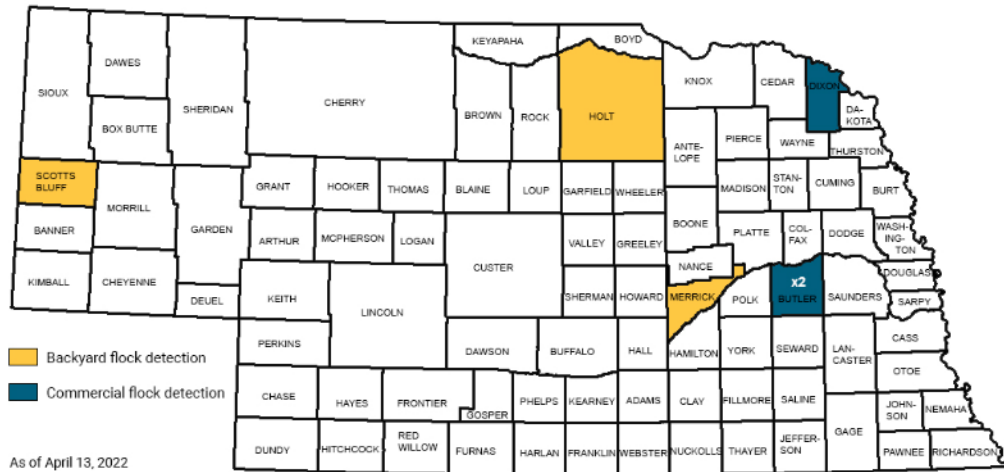 KEYAPAHA
BOYD
DAWES
SIOUX
SHERIDAN
CHERRY
KNOX
CEDAR
DIXON
BROWN
ROCK
HOLT
DA-
KOTA
BOX BUTTE
PIERCE
WAYNE
ANTE-
LOPE
THURSTON
SCOTTS
BLUFF
GRANT
HOOKER
THOMAS
BLAINE
LOUP
GARFIELD
WHEELER
MADISON
STAN-
TON
CUMING
BURT
MORRILL
BANNER
GARDEN
ARTHUR
MCPHERSON
LOGAN
CUSTER
VALLEY
GREELEY
BOONE
PLATTE
COL-
FAX
DODGE
WASH-
ING-
TON
NANCE
KIMBALL
CHEYENNE
DEUEL
KEITH
LINCOLN
SHERMAN
HOWARD
MERRICK
POLK
x2
BUTLER
SAUNDERS
DOUGLAS
SARPY
PERKINS
DAWSON
BUFFALO
HALL
HAMILTON
YORK
SEWARD
LAN-
CASTER
CASS
OTOE
Backyard flock detection
Commercial flock detection
CHASE
HAYES
FRONTIER
GOSPER
PHELPS
KEARNEY
ADAMS
CLAY
FILLMORE
SALINE
GAGE
JOHN-
SON
NEMAHA
DUNDY
HITCHCOCK
RED
WILLOW
FURNAS
HARLAN
FRANKLIN
WEBSTER
NUCKOLLS
THAYER
JEFFER-
SON
PAWNEE
RICHARDSON
As of April 13, 2022